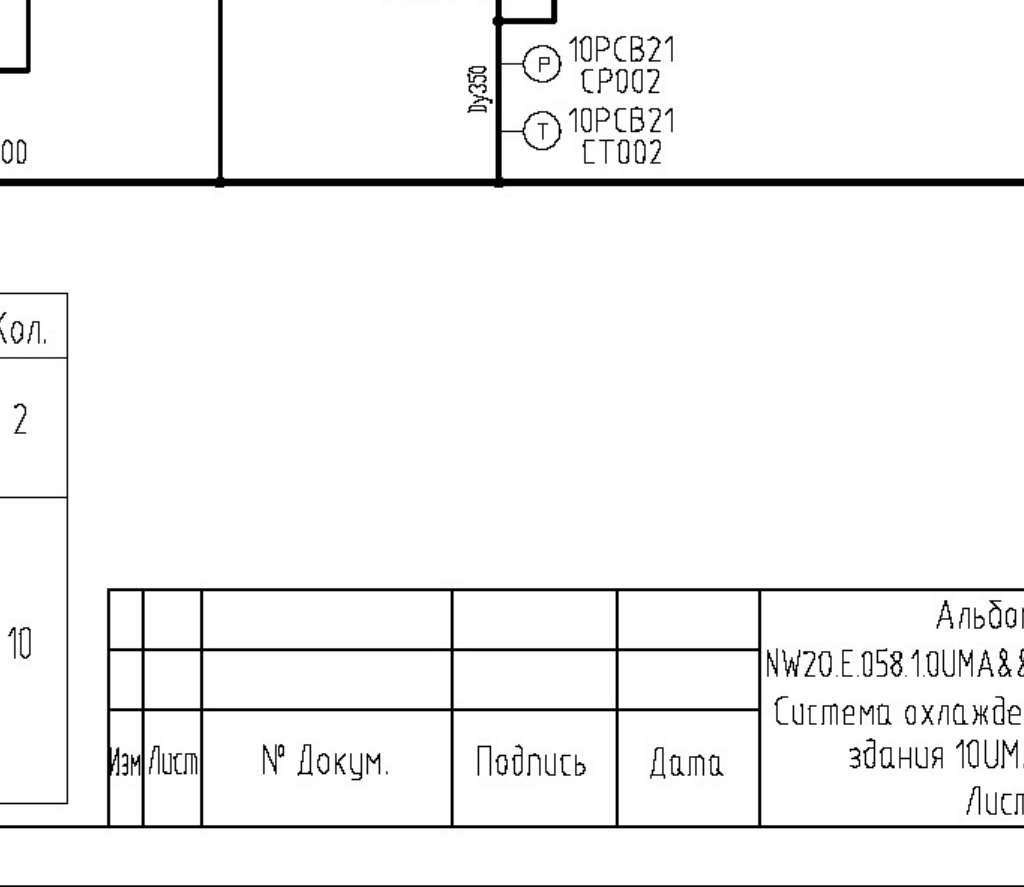 10PCB21
CP002
P
Dy350
10PCB21
CT002
T
00
Кол.
2
10
Изм
Лист
№ Докум.
Подпись
Дата
Альбо
NW20.E.058.1.0UMA&&
Система охлажде
здания 10UM
Лист